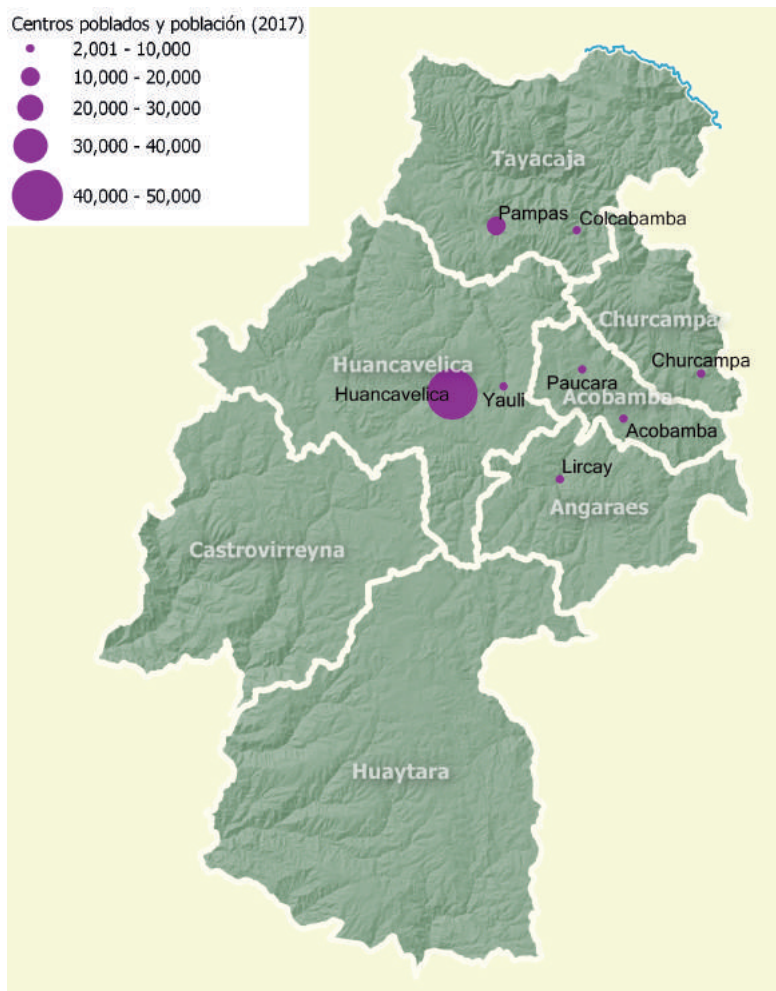 Centros poblados y población (2017)
2,001 - 10,000
10,000 - 20,000
20,000 - 30,000
30,000 - 40,000
40,000 - 50,000
Tayacaja
Pampas
Colcabamba
Churcampa
Huancavelica
Churcampa
Huancavelica
Yauli
Paucara
Acobamba
Acobamba
Lircay
Angaraes
Castrovirreyna
Huaytara